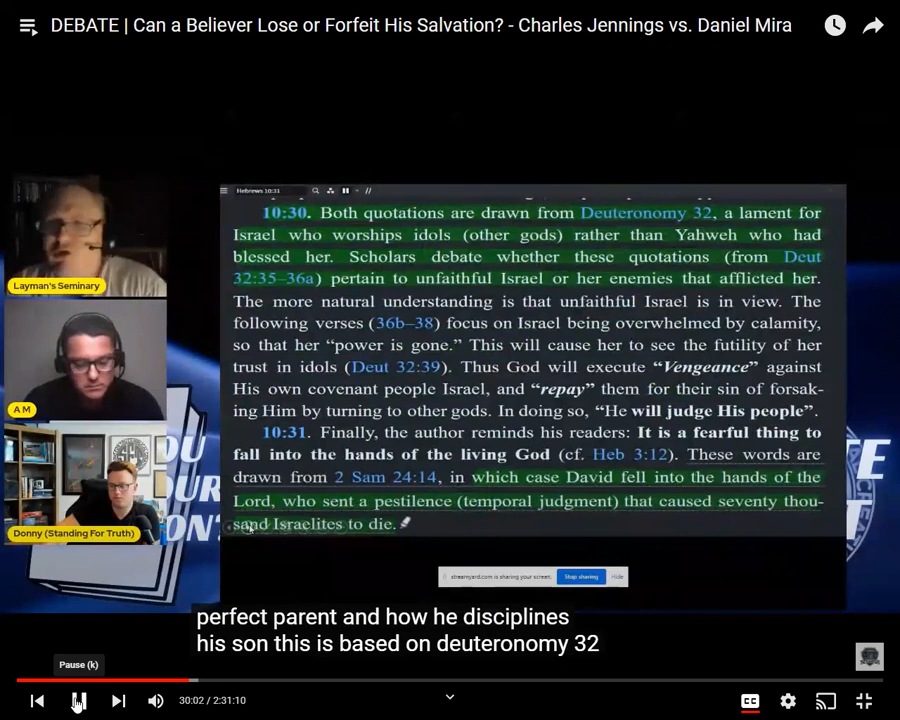 DEBATE | Can a Believer Lose or Forfeit His Salvation? - Charles Jennings vs. Daniel Mira
Hebrews 10:31
10:30. Both quotations are drawn from Deuteronomy 32, a lament for
Israel who worships idols (other gods) rather than Yahweh who had
blessed her. Scholars debate whether these quotations (from Deut
32:35–36a) pertain to unfaithful Israel or her enemies that afflicted her.
The more natural understanding is that unfaithful Israel is in view. The
following verses (36b–38) focus on Israel being overwhelmed by calamity,
so that her “power is gone.” This will cause her to see the futility of her
trust in idols (Deut 32:39). Thus God will execute “Vengeance” against
His own covenant people Israel, and “repay” them for their sin of forsak-
ing Him by turning to other gods. In doing so, “He will judge His people”.
10:31. Finally, the author reminds his readers: It is a fearful thing to
fall into the hands of the living God (cf. Heb 3:12). These words are
drawn from 2 Sam 24:14, in which case David fell into the hands of the
Lord, who sent a pestilence (temporal judgment) that caused seventy thou-
sand Israelites to die.
Layman's Seminary
A M
Donny (Standing For Truth)
streamyard.com is sharing your screen.
Stop sharing
Hide
perfect parent and how he disciplines
his son this is based on deuteronomy 32
Pause (k)
30:02 / 2:31:10
CC